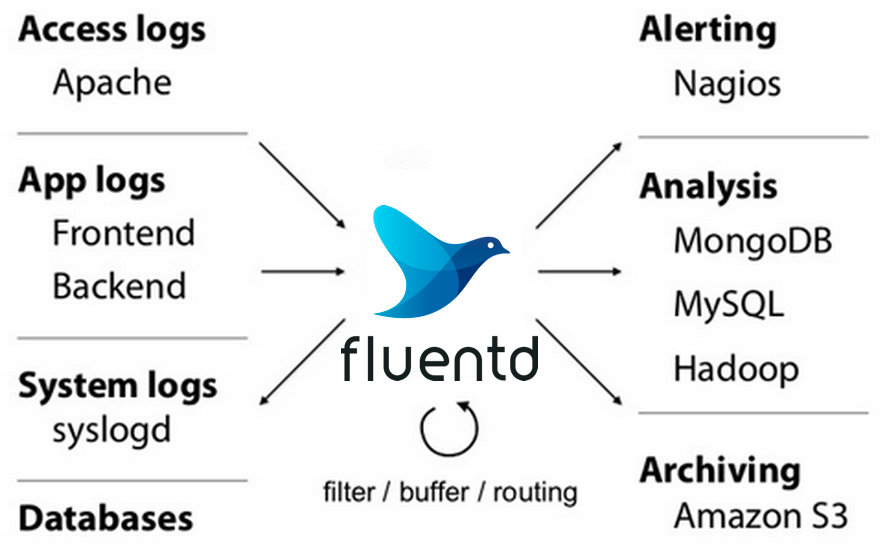 Access logs
Apache
App logs
Frontend
Backend
System logs
syslogd
Databases
fluentd
filter / buffer / routing
Alerting
Nagios
Analysis
MongoDB
MySQL
Hadoop
Archiving
Amazon S3